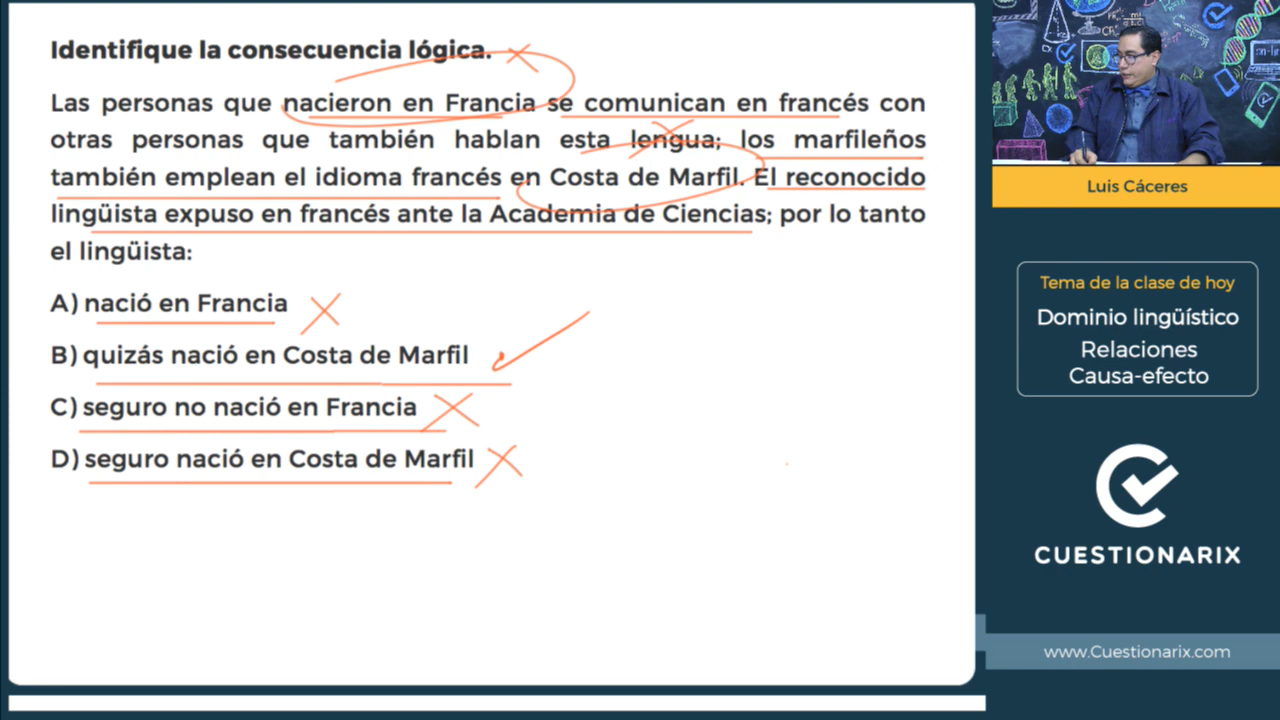 Identifique la consecuencia lógica.
Las personas que nacieron en Francia se comunican en francés con
otras personas que también hablan esta lengua; los marfileños
también emplean el idioma francés en Costa de Marfil. El reconocido
lingüista expuso en francés ante la Academia de Ciencias; por lo tanto
el lingüista:
A) nació en Francia
B) quizás nació en Costa de Marfil
C) seguro no nació en Francia
D) seguro nació en Costa de Marfil
Luis Cáceres
Tema de la clase de hoy
Dominio lingüístico
Relaciones
Causa-efecto
CUESTIONARIX
www.Cuestionarix.com